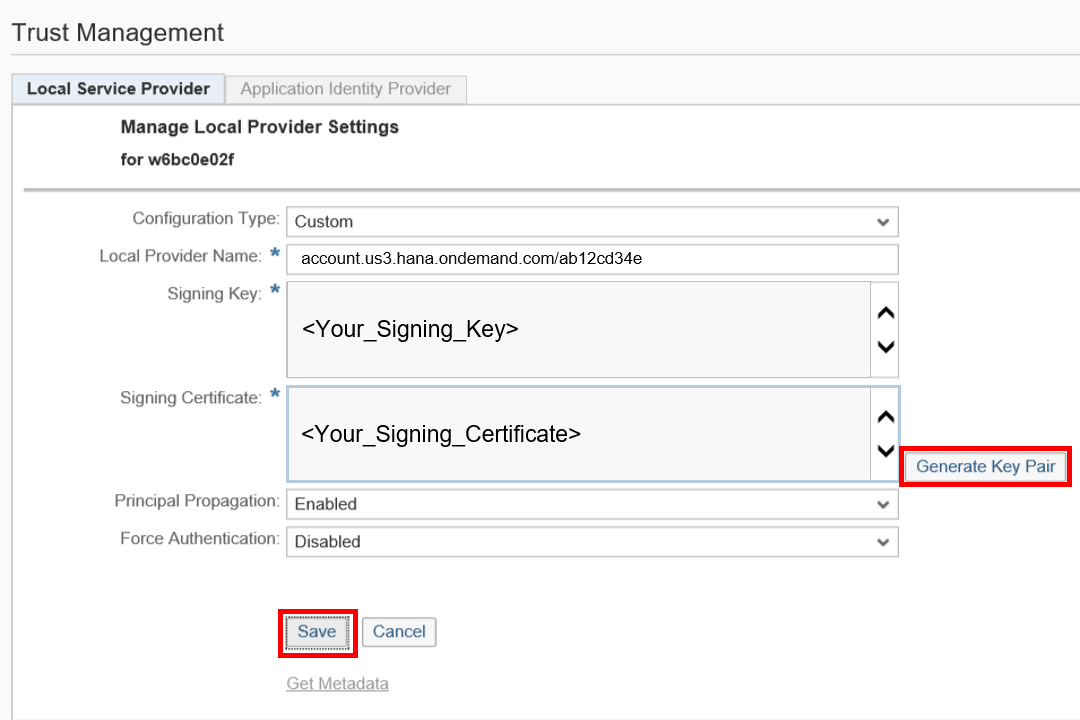 Trust Management
Local Service Provider
Application Identity Provider
Manage Local Provider Settings
for w6bc0e02f
Configuration Type: Custom
Local Provider Name: * account.us3.hana.ondemand.com/ab12cd34e
Signing Key: * <Your_Signing_Key>
Signing Certificate: * <Your_Signing_Certificate>
Generate Key Pair
Principal Propagation: Enabled
Force Authentication: Disabled
Save Cancel
Get Metadata